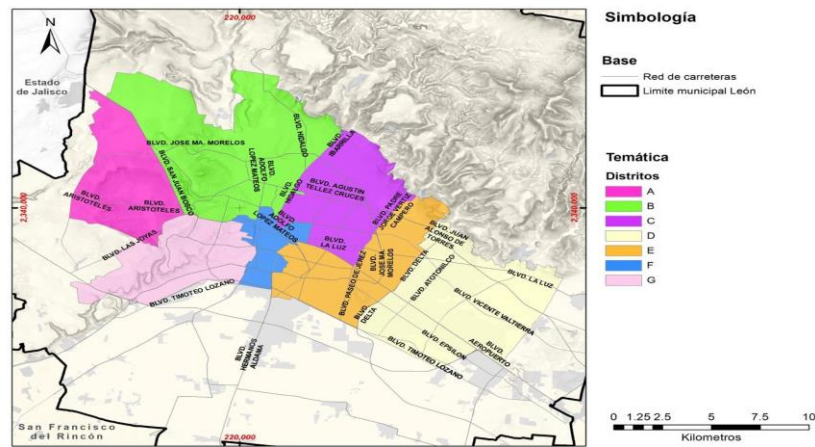 220,000
N
Estado
de Jalisco
BLVD. JOSE MA. MORELOS
BLVD. HIDALGO
BLVD.
IBARRILLA
BLVD. SAN JUAN BOSCO
BLVD.
ADOLFO
LOPEZ MATEOS
BLVD.
HIDALGO
BLVD. AGUSTIN
TELLEZ CRUCES
BLVD. PADRE
JORGE VERTIZ
CAMPERO
2,340,000
BLVD.
ARISTOTELES
BLVD.
ARISTOTELES
BLVD.
ADOLFO
LOPEZ MATEOS
BLVD.
LA LUZ
BLVD. JUAN
ALONSO DE
TORRES
2,340,000
BLVD. LAS JOYAS
BLVD. PASEO DE JEREZ
BLVD.
JOSE MA.
MORELOS
BLVD. DELTA
BLVD. ATOTONILCO
BLVD. LA LUZ
BLVD. TIMOTEO LOZANO
BLVD.
DELTA
BLVD. VICENTE VALTIERRA
BLVD.
HERMANOS
ALDAMA
BLVD. EPSILON
BLVD.
AEROPUERTO
BLVD. TIMOTEO LOZANO
San Francisco
del Rincón
220,000
Simbología
Base
Red de carreteras
Limite municipal León
Temática
Distritos
A
B
C
D
E
F
G
0 1.25 2.5 5 7.5 10
Kilometros